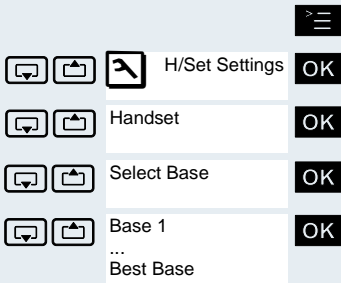 H/Set Settings OK
Handset OK
Select Base OK
Base 1 OK
...
Best Base